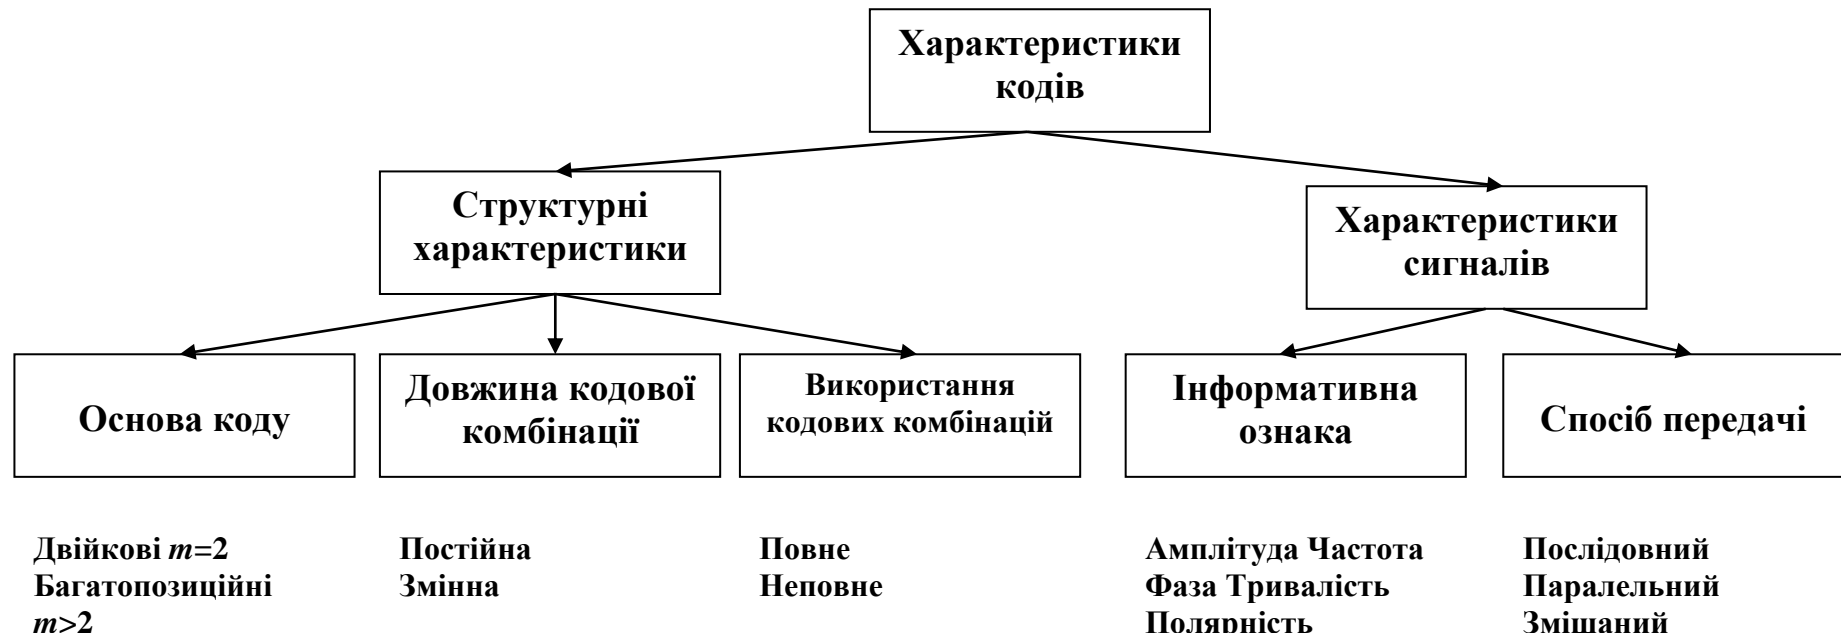 Характеристики
кодів
Структурні
характеристики
Характеристики
сигналів
Основа коду
Довжина кодової
комбінації
Використання
кодових комбінацій
Інформативна
ознака
Спосіб передачі
Двійкові m=2
Багатопозиційні
m>2
Постійна
Змінна
Повне
Неповне
Амплітуда Частота
Фаза Тривалість
Полярність
Послідовний
Паралельний
Змішаний